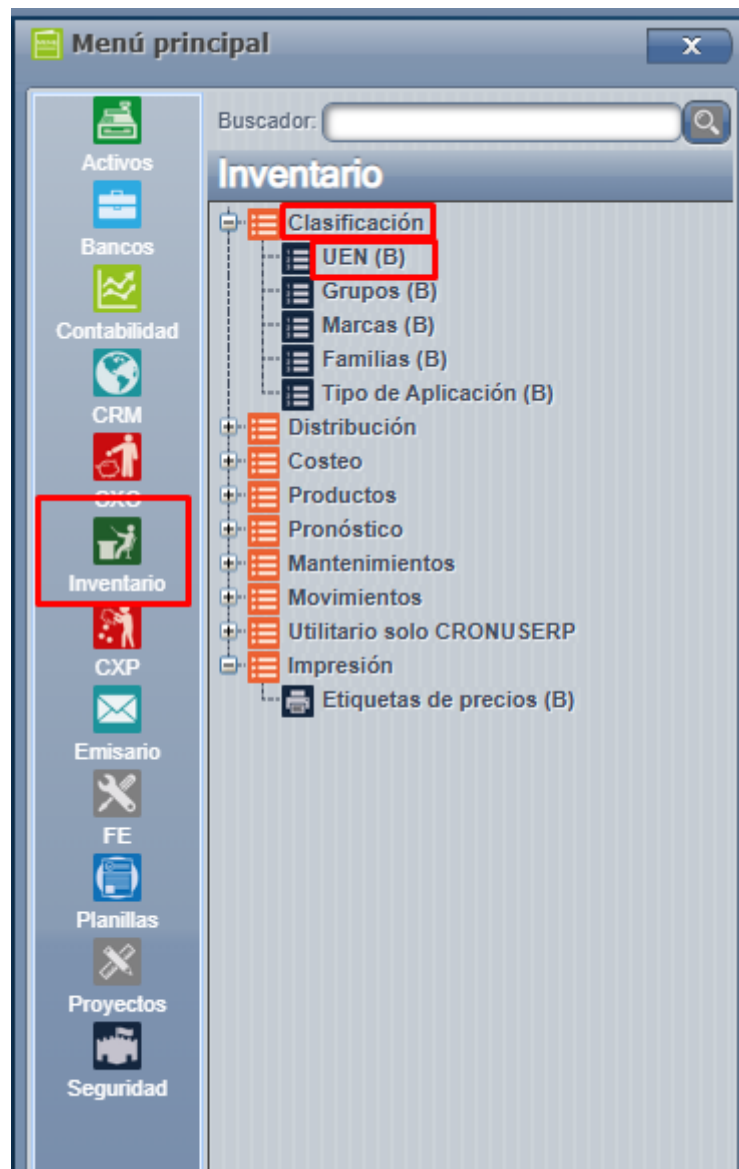 Menú principal
x
Buscador:
Inventario
Activos
Bancos
Contabilidad
CRM
CXC
Inventario
CXP
Emisario
FE
Planillas
Proyectos
Seguridad
Clasificación
UEN (B)
Grupos (B)
Marcas (B)
Familias (B)
Tipo de Aplicación (B)
Distribución
Costeo
Productos
Pronóstico
Mantenimientos
Movimientos
Utilitario solo CRONUSERP
Impresión
Etiquetas de precios (B)